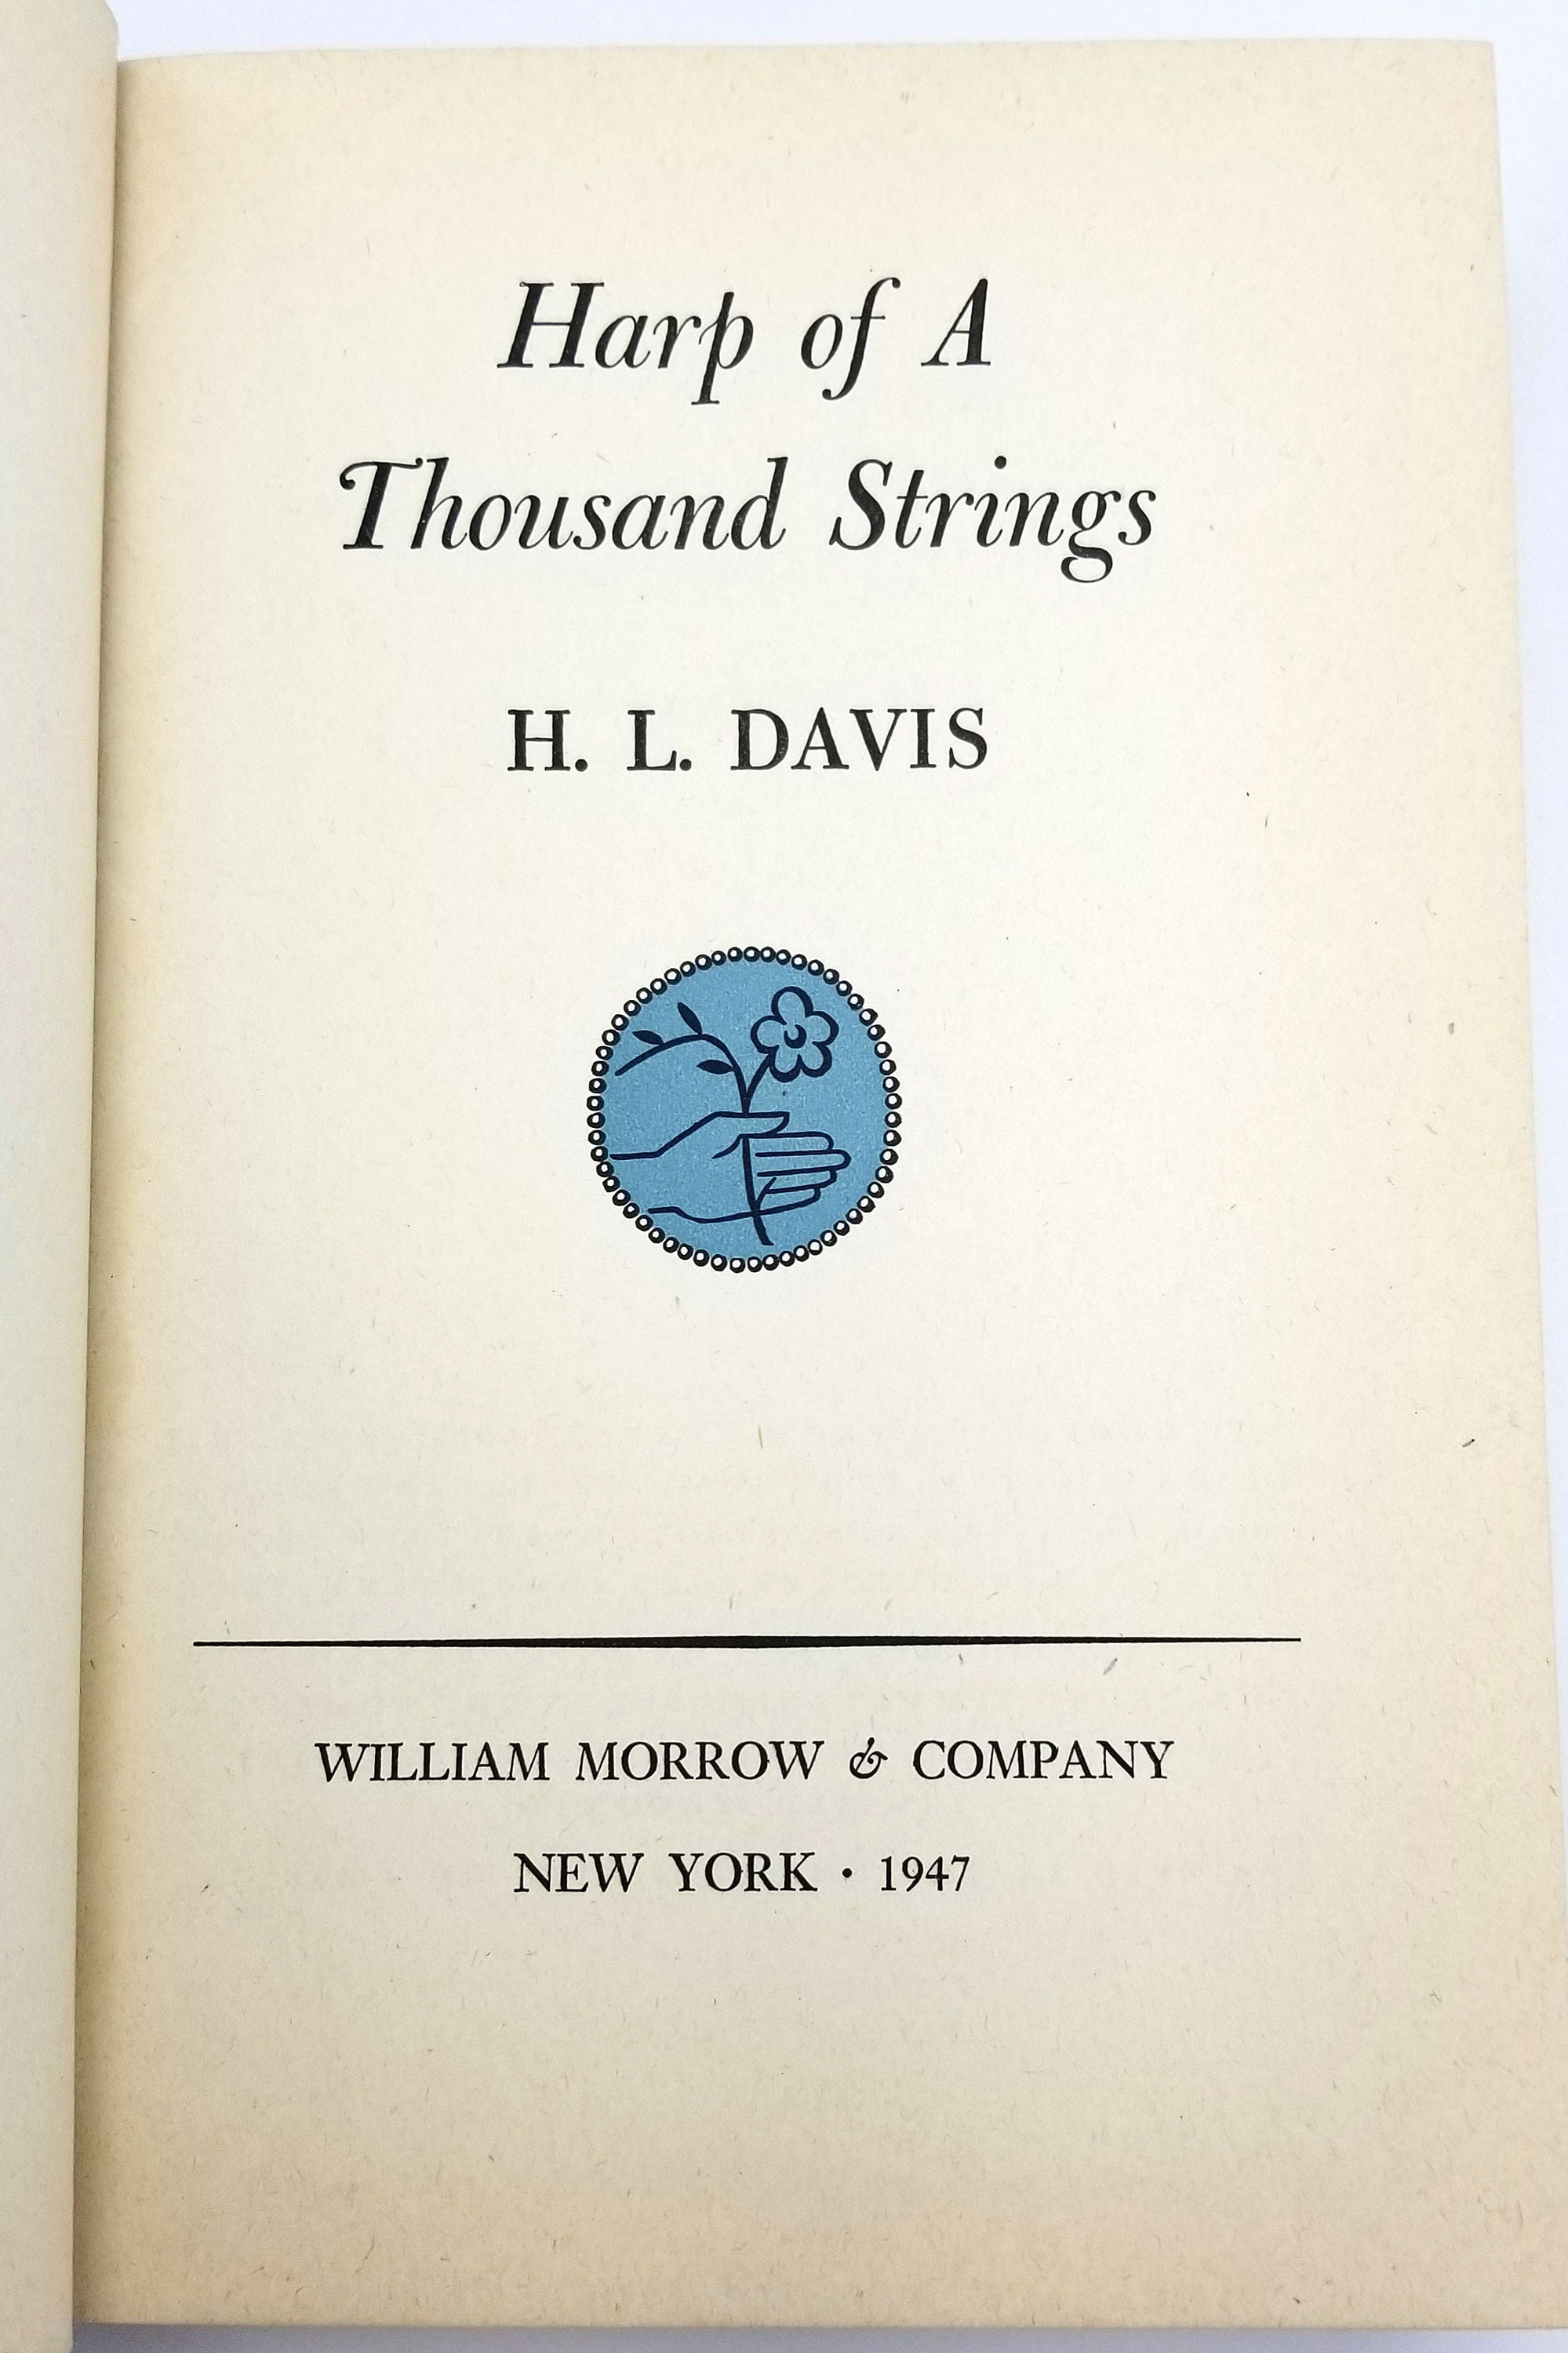 Harp of A
Thousand Strings
H. L. DAVIS
WILLIAM MORROW & COMPANY
NEW YORK · 1947